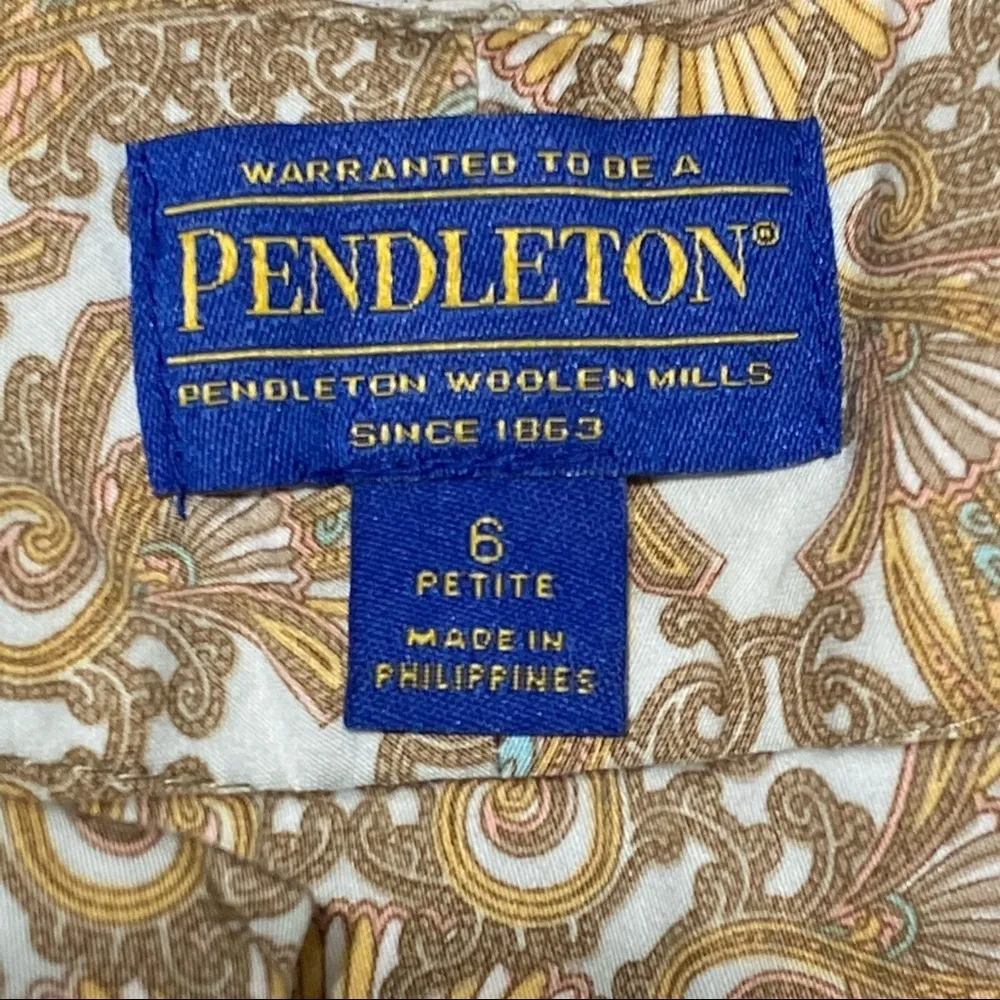 WARRANTED TO BE A
PENDLETON®
PENDLETON WOOLEN MILLS
SINCE 1863
6
PETITE
MADE IN
PHILIPPINES